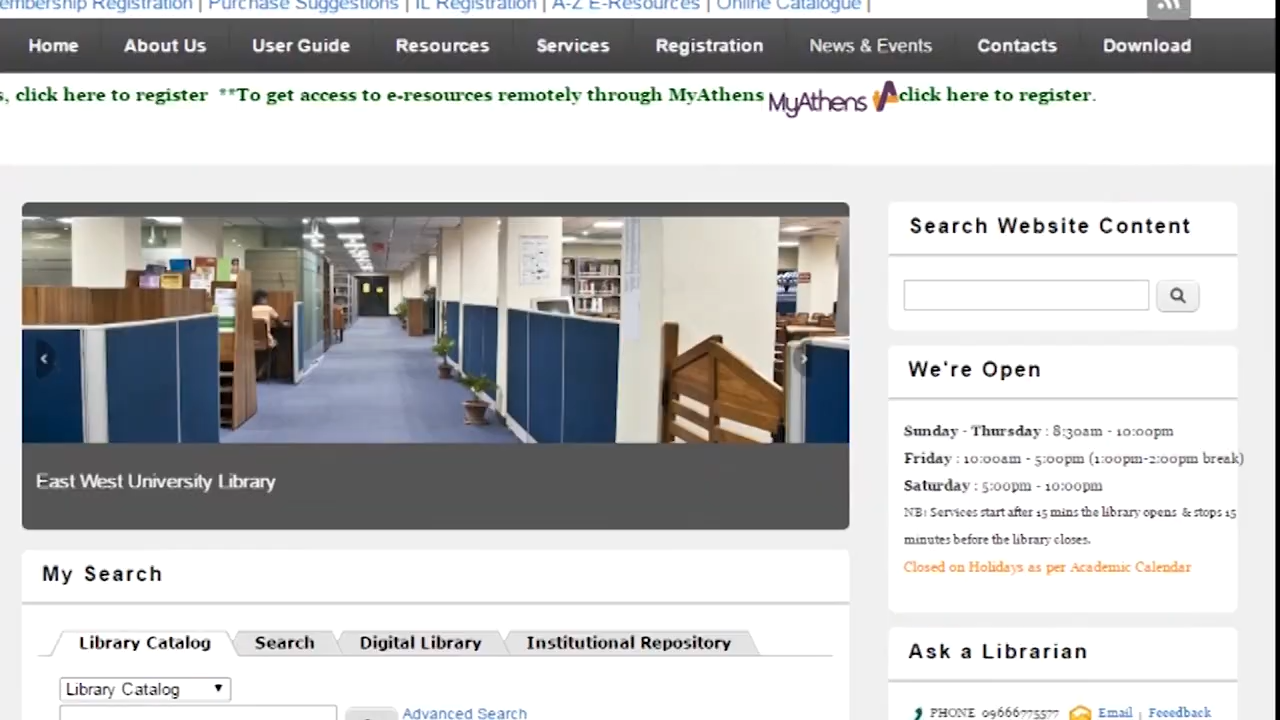 Membership Registration | Purchase Suggestions | IL Registration | A-Z E-Resources | Online Catalogue |
Home About Us User Guide Resources Services Registration News & Events Contacts Download
s, click here to register **To get access to e-resources remotely through MyAthens MyAthens click here to register.
East West University Library
My Search
Library Catalog Search Digital Library Institutional Repository
Library Catalog
Advanced Search
Search Website Content
We're Open
Sunday - Thursday : 8:30am - 10:00pm
Friday : 10:00am - 5:00pm (1:00pm-2:00pm break)
Saturday : 5:00pm - 10:00pm
NB: Services start after 15 mins the library opens & stops 15
minutes before the library closes.
Closed on Holidays as per Academic Calendar
Ask a Librarian
PHONE 09666775577 Email | Feeedback